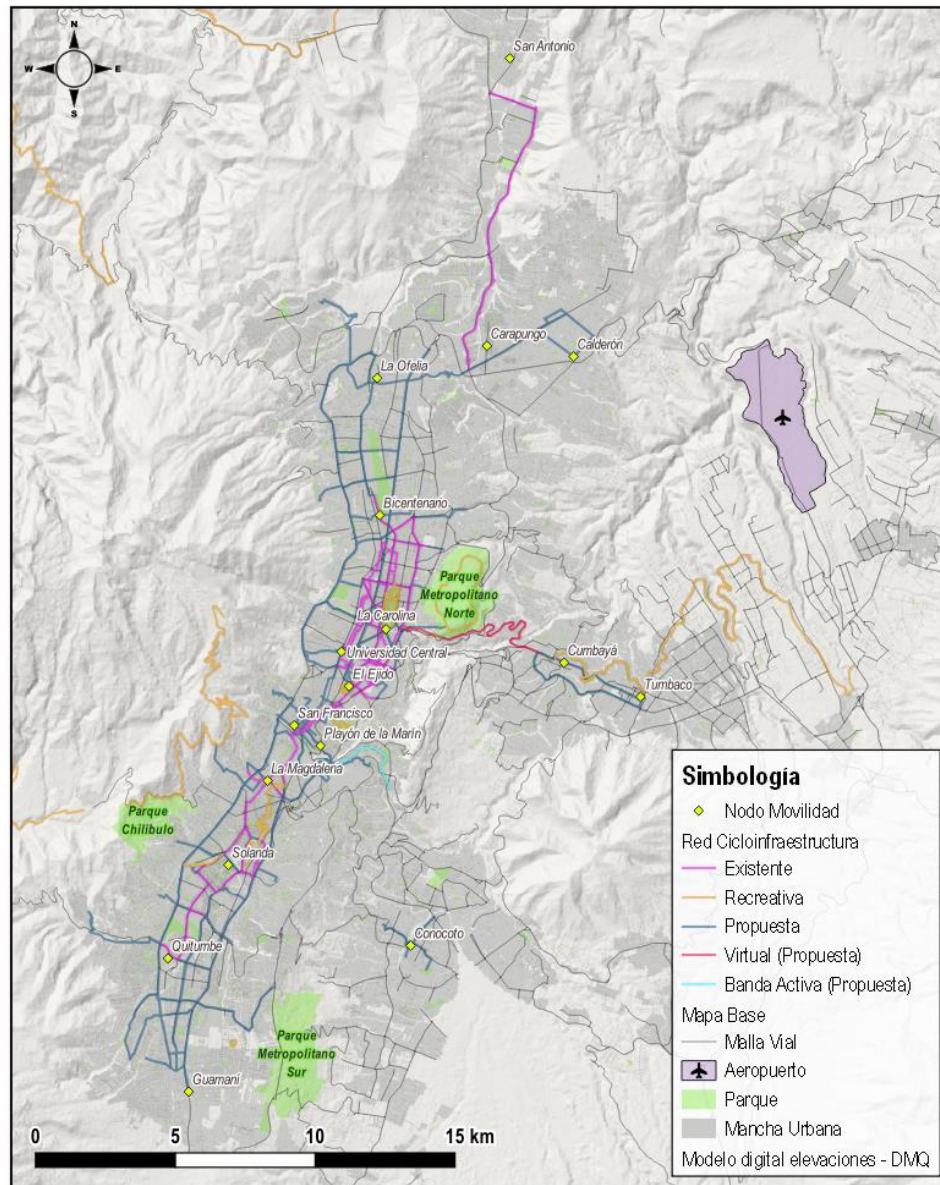 N
W E
S
San Antonio
Carapungo
Calderón
La Ofelia
Bicentenario
Parque
Metropolitano
Norte
La Carolina
Universidad Central
Cumbayá
El Ejido
Tumbaco
San Francisco
Playón de la Marín
La Magdalena
Parque
Chilibulo
Solanda
Conocoto
Quitumbe
Parque
Metropolitano
Sur
Guamaní
0 5 10 15 km
Simbología
Nodo Movilidad
Red Cicloinfraestructura
Existente
Recreativa
Propuesta
Virtual (Propuesta)
Banda Activa (Propuesta)
Mapa Base
Malla Vial
Aeropuerto
Parque
Mancha Urbana
Modelo digital elevaciones - DMQ